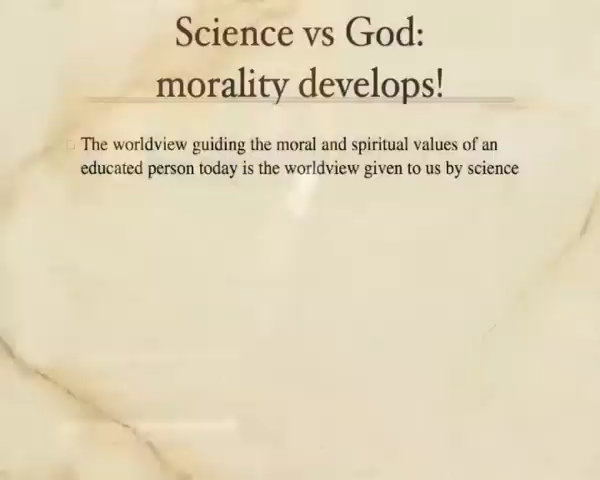 Science vs God:
morality develops!
The worldview guiding the moral and spiritual values of an
educated person today is the worldview given to us by science